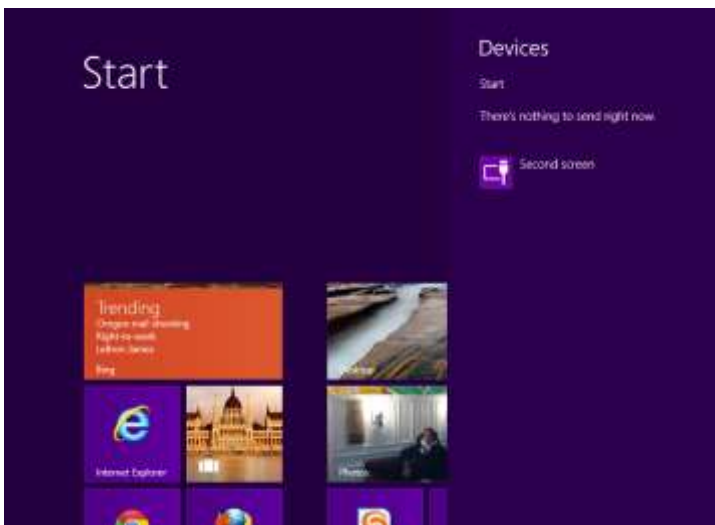 Start
Devices
Start
There's nothing to send right now.
Second screen
Trending
Oregon mall shooting
Right-to-work
LeBron James
Bing
Desktop
Internet Explorer
Photos